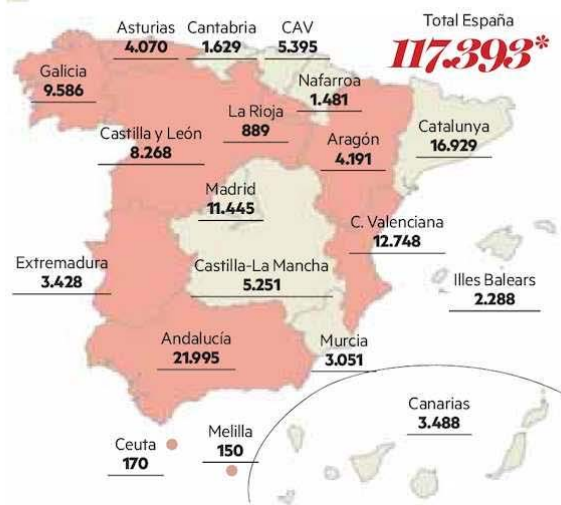 Asturias
4.070
Cantabria
1.629
CAV
5.395
Total España
117.393*
Galicia
9.586
Nafarroa
1.481
La Rioja
889
Castilla y León
8.268
Aragón
4.191
Catalunya
16.929
Madrid
11.445
C. Valenciana
12.748
Extremadura
3.428
Castilla-La Mancha
5.251
Illes Balears
2.288
Andalucía
21.995
Murcia
3.051
Canarias
3.488
Ceuta
170
Melilla
150